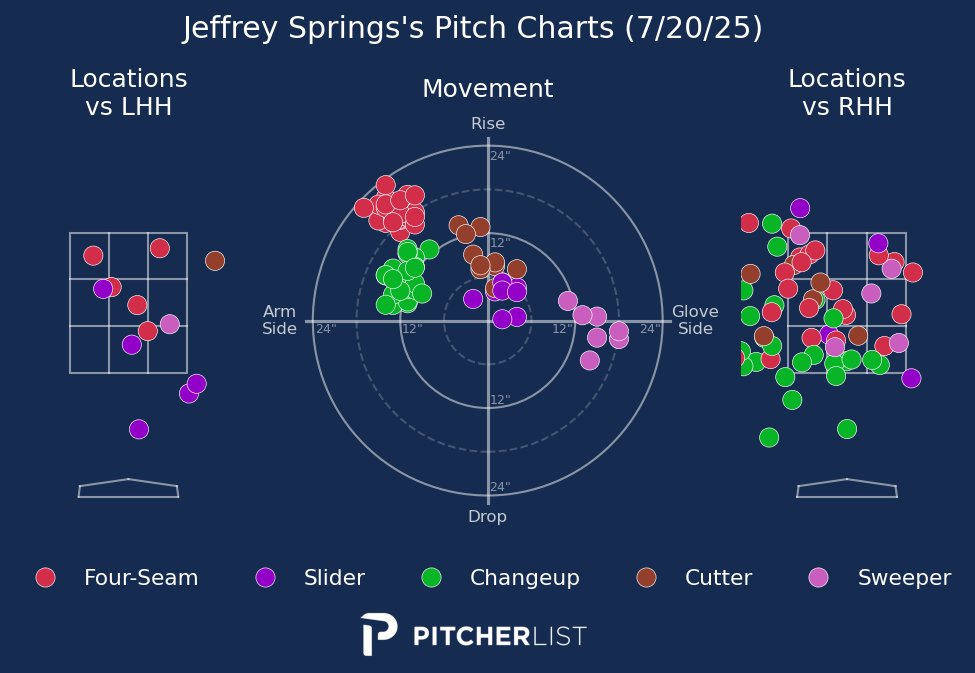 Jeffrey Springs's Pitch Charts (7/20/25)
Locations
vs LHH
Movement
Locations
vs RHH
Rise
24"
12"
Arm
Side
24"
12"
12"
24"
Glove
Side
12"
24"
Drop
Four-Seam
Slider
Changeup
Cutter
Sweeper
PITCHERLIST